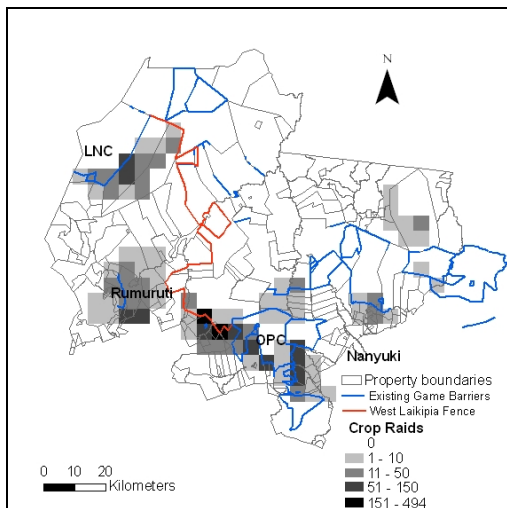 N
LNC
Rumuruti
OPC
Nanyuki
Property boundaries
Existing Game Barriers
West Laikipia Fence
Crop Raids
0
1 - 10
11 - 50
51 - 150
151 - 494
0 10 20
Kilometers